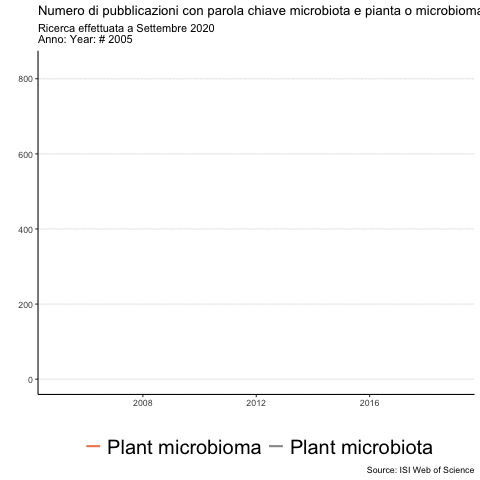 Numero di pubblicazioni con parola chiave microbiota e pianta o microbioma
Ricerca effettuata a Settembre 2020
Anno: Year: # 2005
800
600
400
200
0
2008 2012 2016
Plant microbioma Plant microbiota
Source: ISI Web of Science